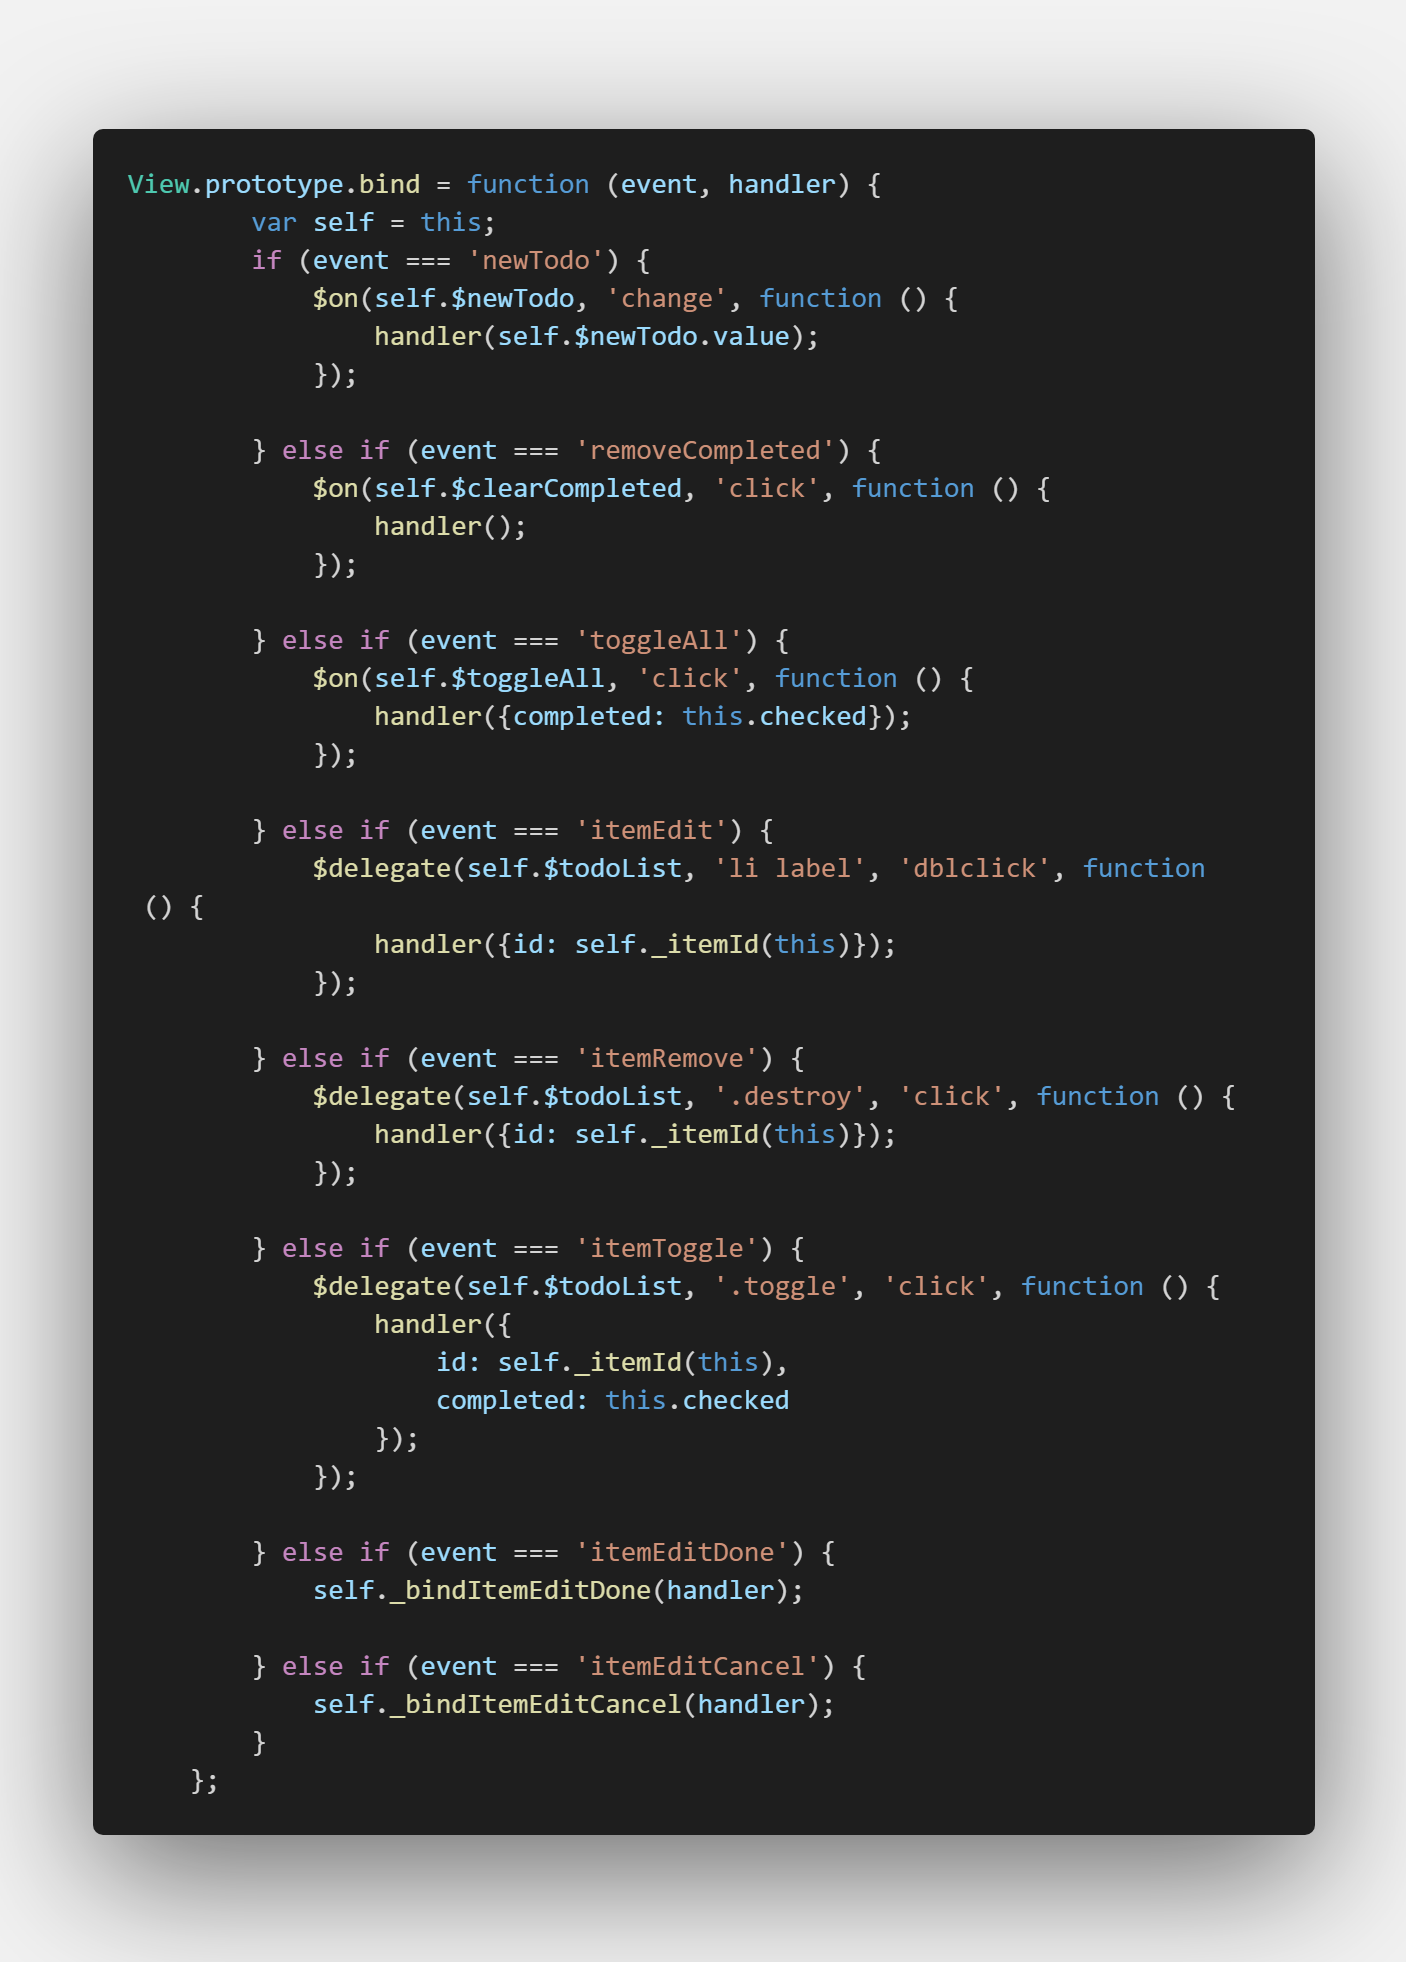 View.prototype.bind = function (event, handler) {
        var self = this;
        if (event === 'newTodo') {
            $on(self.$newTodo, 'change', function () {
                handler(self.$newTodo.value);
            });

        } else if (event === 'removeCompleted') {
            $on(self.$clearCompleted, 'click', function () {
                handler();
            });

        } else if (event === 'toggleAll') {
            $on(self.$toggleAll, 'click', function () {
                handler({completed: this.checked});
            });

        } else if (event === 'itemEdit') {
            $delegate(self.$todoList, 'li label', 'dblclick', function
 () {
                handler({id: self._itemId(this)});
            });

        } else if (event === 'itemRemove') {
            $delegate(self.$todoList, '.destroy', 'click', function () {
                handler({id: self._itemId(this)});
            });

        } else if (event === 'itemToggle') {
            $delegate(self.$todoList, '.toggle', 'click', function () {
                handler({
                    id: self._itemId(this),
                    completed: this.checked
                });
            });

        } else if (event === 'itemEditDone') {
            self._bindItemEditDone(handler);

        } else if (event === 'itemEditCancel') {
            self._bindItemEditCancel(handler);
        }
    };